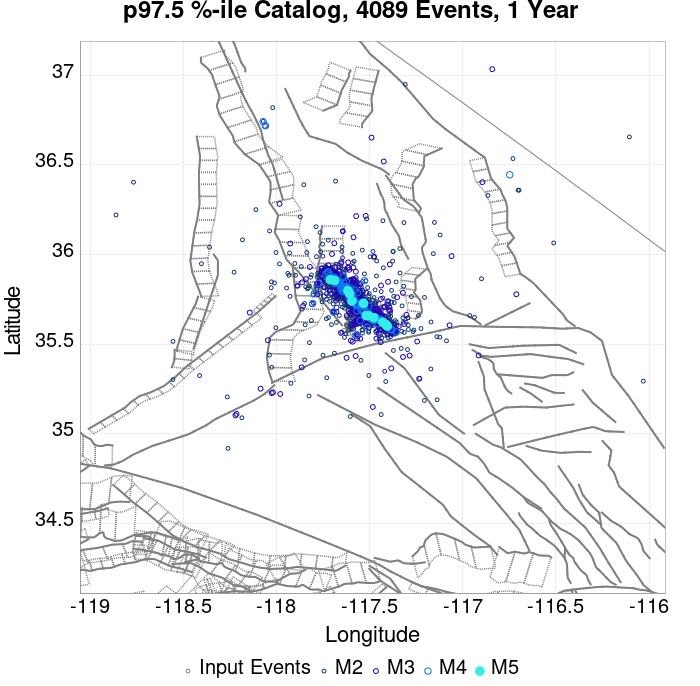 p97.5 %-ile Catalog, 4089 Events, 1 Year
37
36.5
36
35.5
35
34.5
Latitude
-119 -118.5 -118 -117.5 -117 -116.5 -116
Longitude
Input Events M2 M3 M4 M5